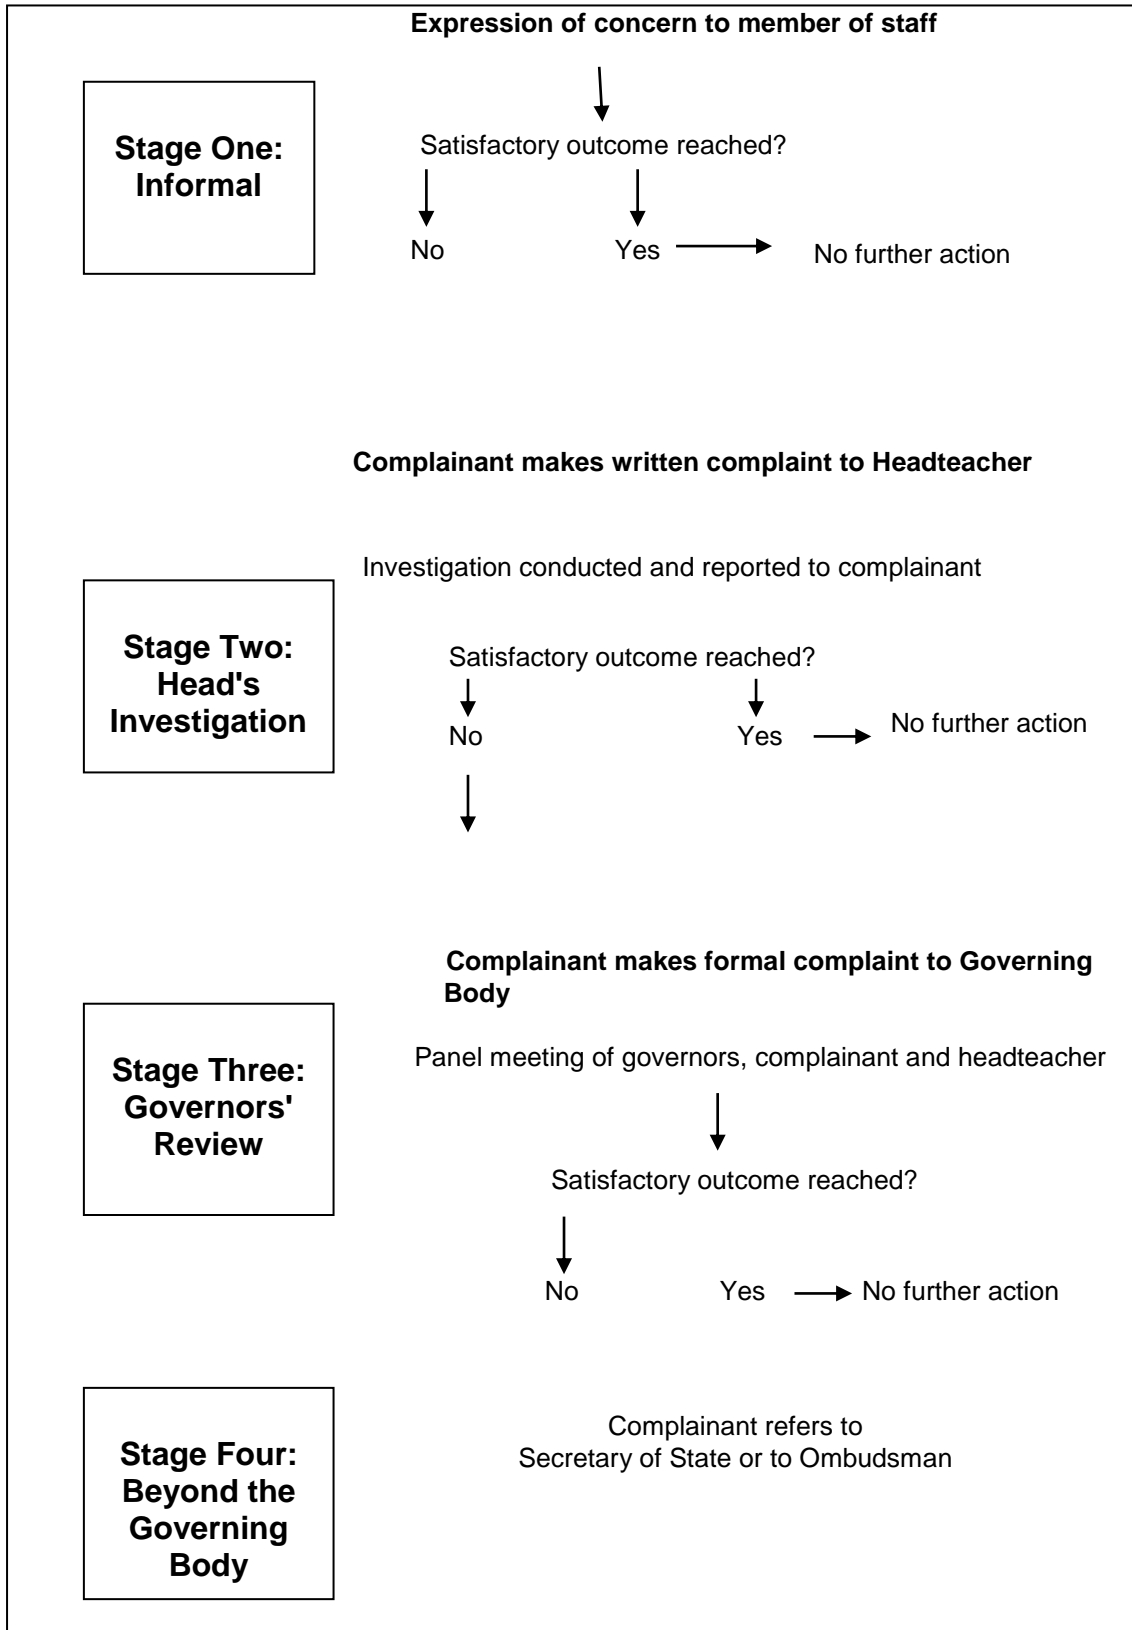 Expression of concern to member of staff
Stage One:
Informal
Satisfactory outcome reached?
No
Yes
No further action
Complainant makes written complaint to Headteacher
Investigation conducted and reported to complainant
Stage Two:
Head's
Investigation
Satisfactory outcome reached?
No
Yes
No further action
Complainant makes formal complaint to Governing
Body
Stage Three:
Governors'
Review
Panel meeting of governors, complainant and headteacher
Satisfactory outcome reached?
No
Yes
No further action
Stage Four:
Beyond the
Governing
Body
Complainant refers to
Secretary of State or to Ombudsman